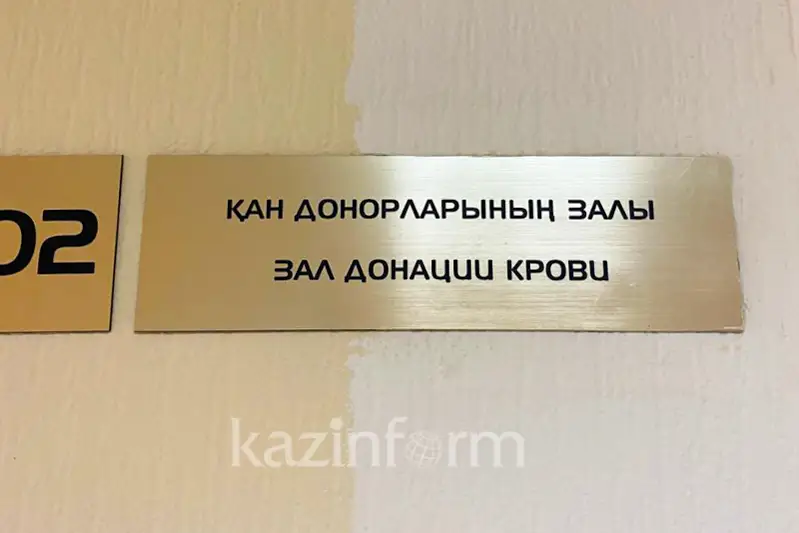 02
ҚАН ДОНОРЛАРЫНЫҢ ЗАЛЫ
ЗАЛ ДОНАЦИИ КРОВИ
kazinform